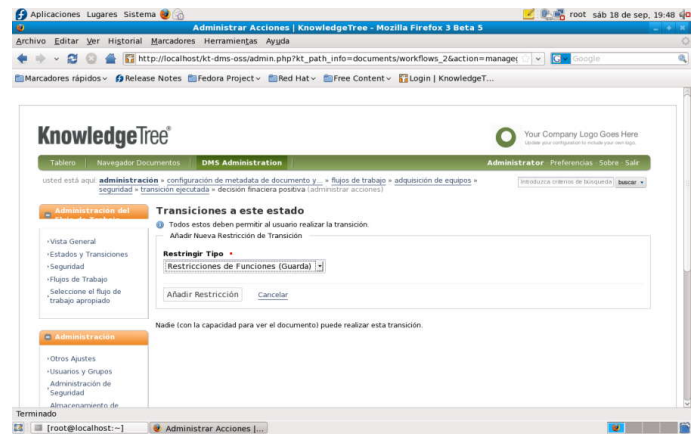 Aplicaciones Lugares Sistema root sáb 18 de sep, 19:48
Administrar Acciones | KnowledgeTree - Mozilla Firefox 3 Beta 5
Archivo Editar Ver Historial Marcadores Herramientas Ayuda
http://localhost/kt-dms-oss/admin.php?kt_path_info=documents/workflows_2&action=manage Google
Marcadores rápidos Release Notes Fedora Project Red Hat Free Content Login | KnowledgeT...
KnowledgeTree
Your Company Logo Goes Here
Tablero Navegador Documentos DMS Administration Administrator · Preferencias · Sobre · Salir
usted está aquí: administración » configuración de metadata de documento y... » flujos de trabajo » adquisición de equipos »
seguridad » transición ejecutada » decisión finaciera positiva (administrar acciones)
buscar
Administración del
Transiciones a este estado
Todos estos deben permitir al usuario realizar la transición.
Añadir Nueva Restricción de Transición
Restringir Tipo •
Restricciones de Funciones (Guarda)
Añadir Restricción Cancelar
Nadie (con la capacidad para ver el documento) puede realizar esta transición.
Vista General
Estados y Transiciones
Seguridad
Flujos de Trabajo
Seleccione el flujo de
trabajo apropiado
Administración
Otros Ajustes
Usuarios y Grupos
Administración de
Seguridad
Almacenamiento de
Terminado
[root@localhost:~] Administrar Acciones |...